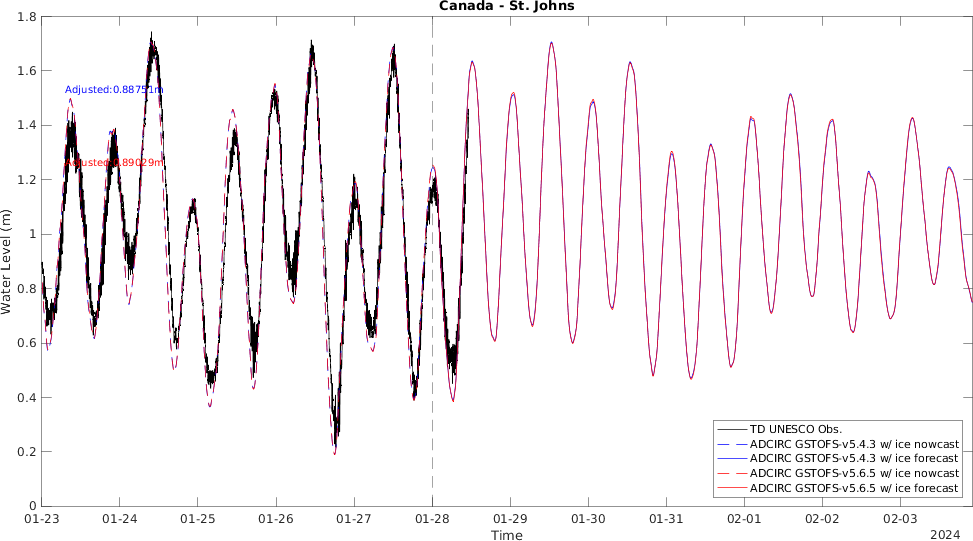 Canada - St. Johns
1.8
1.6
1.4
1.2
1
0.8
0.6
0.4
0.2
0
Water Level (m)
Adjusted:0.88751m
Adjusted:0.89029m
TD UNESCO Obs.
ADCIRC GSTOFS-v5.4.3 w/ ice nowcast
ADCIRC GSTOFS-v5.4.3 w/ ice forecast
ADCIRC GSTOFS-v5.6.5 w/ ice nowcast
ADCIRC GSTOFS-v5.6.5 w/ ice forecast
01-23 01-24 01-25 01-26 01-27 01-28 01-29 01-30 01-31 02-01 02-02 02-03
Time
2024